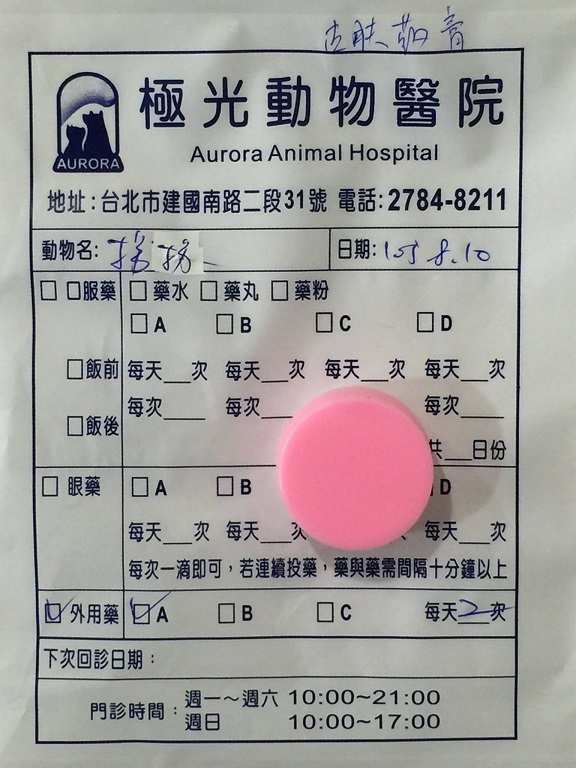 皮膚藥膏
極光動物醫院
AURORA
Aurora Animal Hospital
地址:台北市建國南路二段31號 電話:2784-8211
動物名: 日期:105 8.10
口服藥 藥水 藥丸 藥粉
A B C D
飯前 每天___次 每天___次 每天___次 每天___次
每次____ 每次____ 每次____
飯後
共___日份
眼藥 A B D
每天___次 每天___次 每天___次
每次一滴即可,若連續投藥,藥與藥需間隔十分鐘以上
外用藥 A B C 每天2次
下次回診日期:
門診時間: 週一~週六 10:00~21:00
週日 10:00~17:00